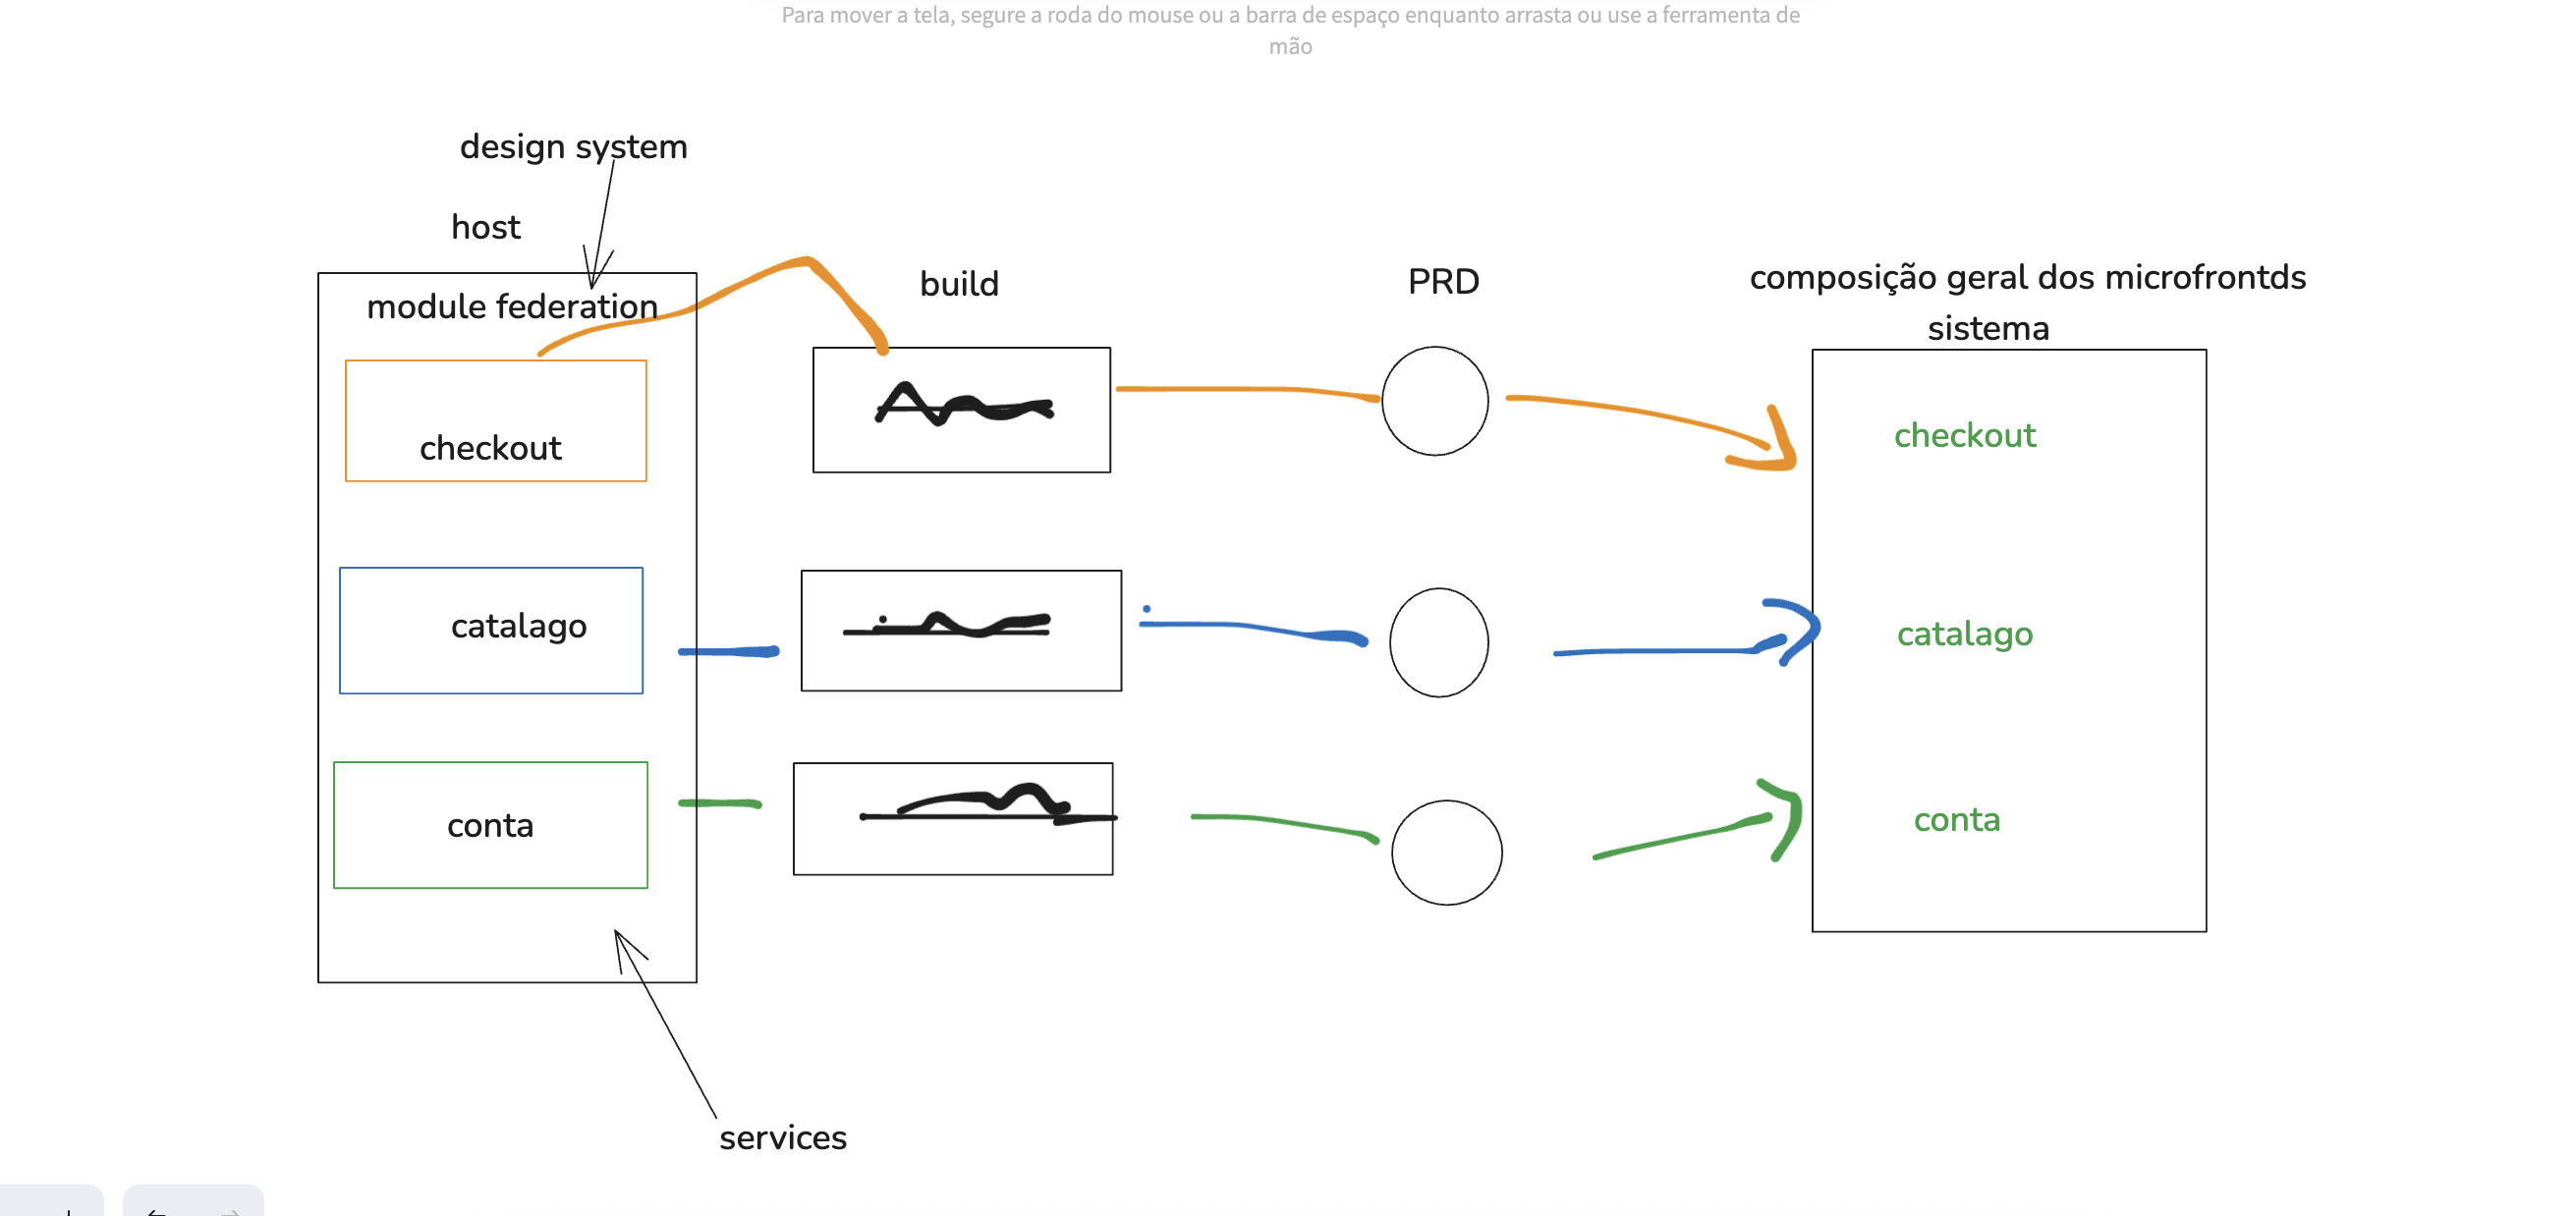 Para mover a tela, segure a roda do mouse ou a barra de espaço enquanto arrasta ou use a ferramenta de
mão
design system
host
module federation
checkout
catalago
conta
services
build
PRD
composição geral dos microfrontds
sistema
checkout
catalago
conta